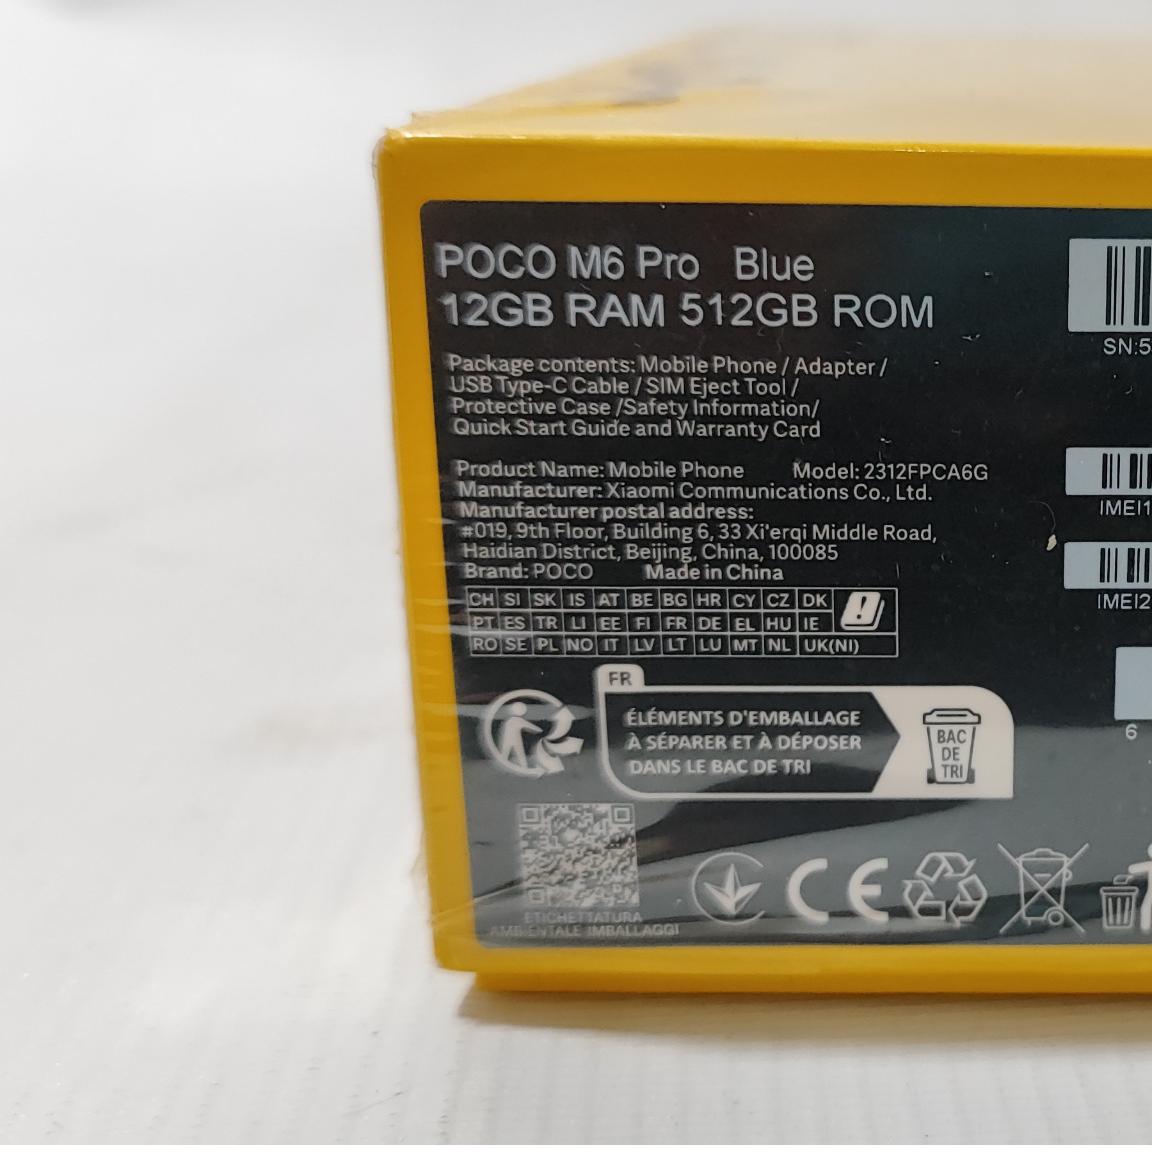 POCO M6 Pro Blue
12GB RAM 512GB ROM
Package contents: Mobile Phone / Adapter /
USB Type-C Cable / SIM Eject Tool /
Protective Case /Safety Information/
Quick Start Guide and Warranty Card
Product Name: Mobile Phone Model: 2312FPCA6G
Manufacturer: Xiaomi Communications Co., Ltd.
Manufacturer postal address:
#019, 9th Floor, Building 6, 33 Xi'erqi Middle Road,
Haidian District, Beijing, China, 100085
Brand: POCO Made in China
CH SI SK IS AT BE BG HR CY CZ DK
PT ES TR LI EE FI FR DE EL HU IE
RO SE PL NO IT LV LT LU MT NL UK(NI)
FR
ÉLÉMENTS D'EMBALLAGE
À SÉPARER ET À DÉPOSER
DANS LE BAC DE TRI
BAC
DE
TRI
ETICHETTATURA
AMBIENTALE IMBALLAGGI
CE
SN:5
IMEI1
IMEI2
6